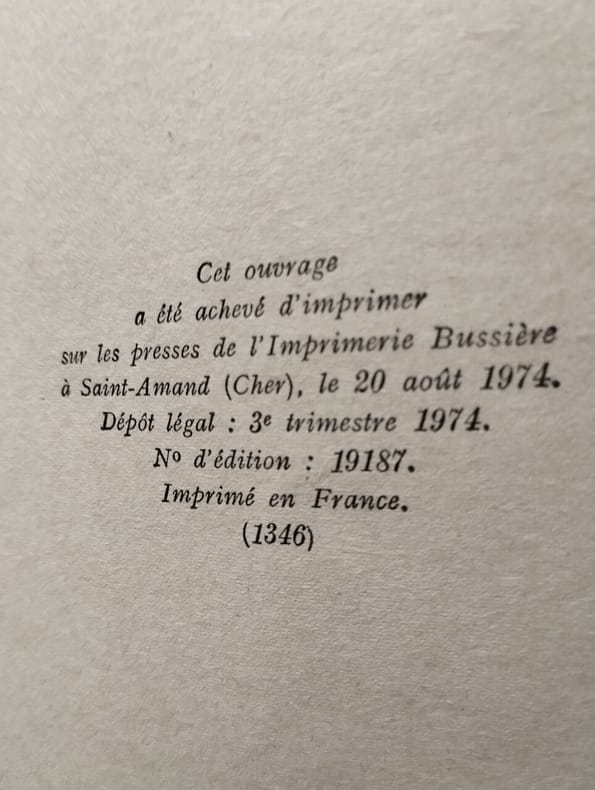 Cet ouvrage
a été achevé d'imprimer
sur les presses de l'Imprimerie Bussière
à Saint-Amand (Cher), le 20 août 1974.
Dépôt légal : 3e trimestre 1974.
No d'édition : 19187.
Imprimé en France.
(1346)